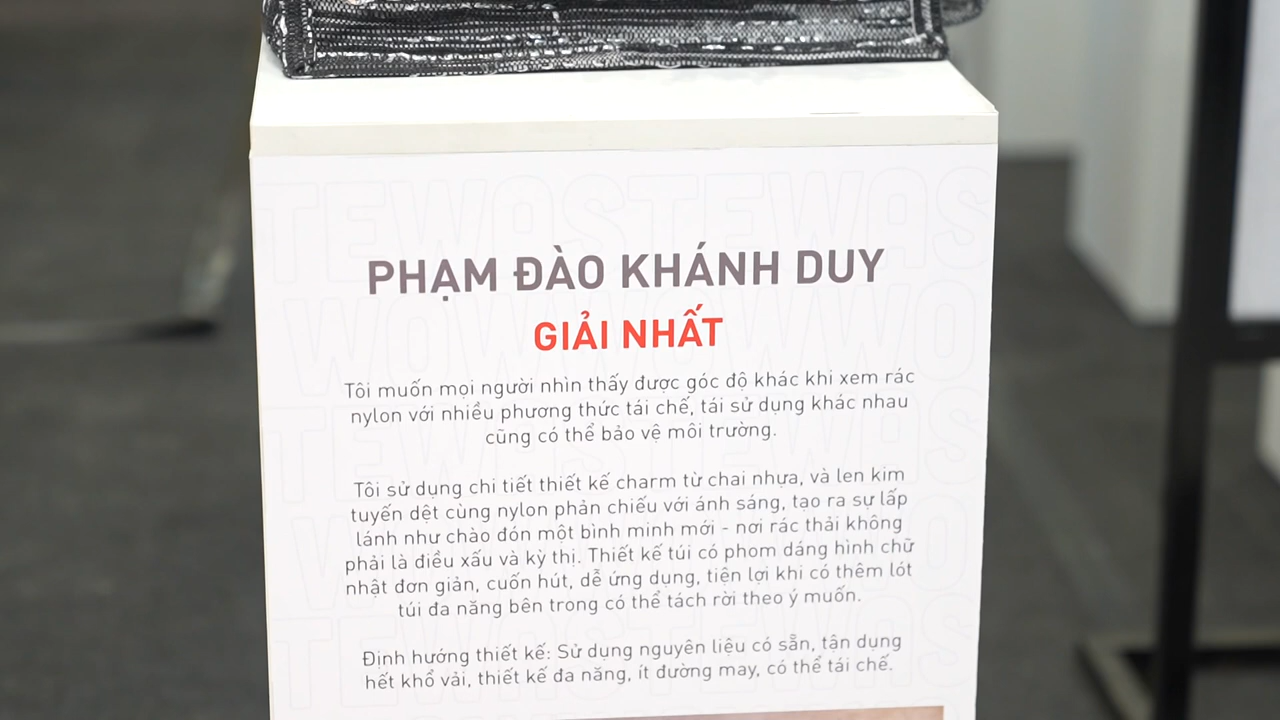 PHẠM ĐÀO KHÁNH DUY
GIẢI NHẤT
Tôi muốn mọi người nhìn thấy được góc độ khác khi xem rác
nylon với nhiều phương thức tái chế, tái sử dụng khác nhau
cũng có thể bảo vệ môi trường.
Tôi sử dụng chi tiết thiết kế charm từ chai nhựa, và len kim
tuyến dệt cùng nylon phản chiếu với ánh sáng, tạo ra sự lấp
lánh như chào đón một bình minh mới - nơi rác thải không
phải là điều xấu và kỳ thị. Thiết kế túi có phom dáng hình chữ
nhật đơn giản, cuốn hút, dễ ứng dụng, tiện lợi khi có thêm lót
túi đa năng bên trong có thể tách rời theo ý muốn.
Định hướng thiết kế: Sử dụng nguyên liệu có sẵn, tận dụng
hết khổ vải, thiết kế đa năng, ít đường may, có thể tái chế.